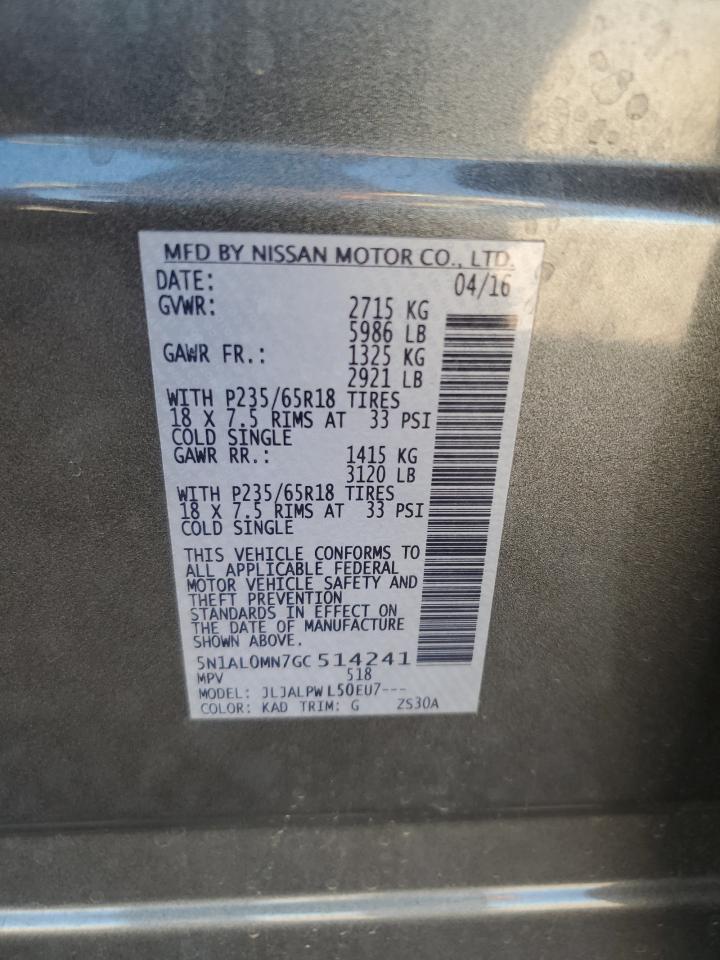 MFD BY NISSAN MOTOR CO., LTD.
DATE: 04/16
GVWR: 2715 KG
5986 LB
GAWR FR.: 1325 KG
2921 LB
WITH P235/65R18 TIRES
18 X 7.5 RIMS AT 33 PSI
COLD SINGLE
GAWR RR.: 1415 KG
3120 LB
WITH P235/65R18 TIRES
18 X 7.5 RIMS AT 33 PSI
COLD SINGLE
THIS VEHICLE CONFORMS TO
ALL APPLICABLE FEDERAL
MOTOR VEHICLE SAFETY AND
THEFT PREVENTION
STANDARDS IN EFFECT ON
THE DATE OF MANUFACTURE
SHOWN ABOVE.
5N1AL0MN7GC514241
MPV 518
MODEL: JLJALPWL50EU7---
COLOR: KAD TRIM: G ZS30A